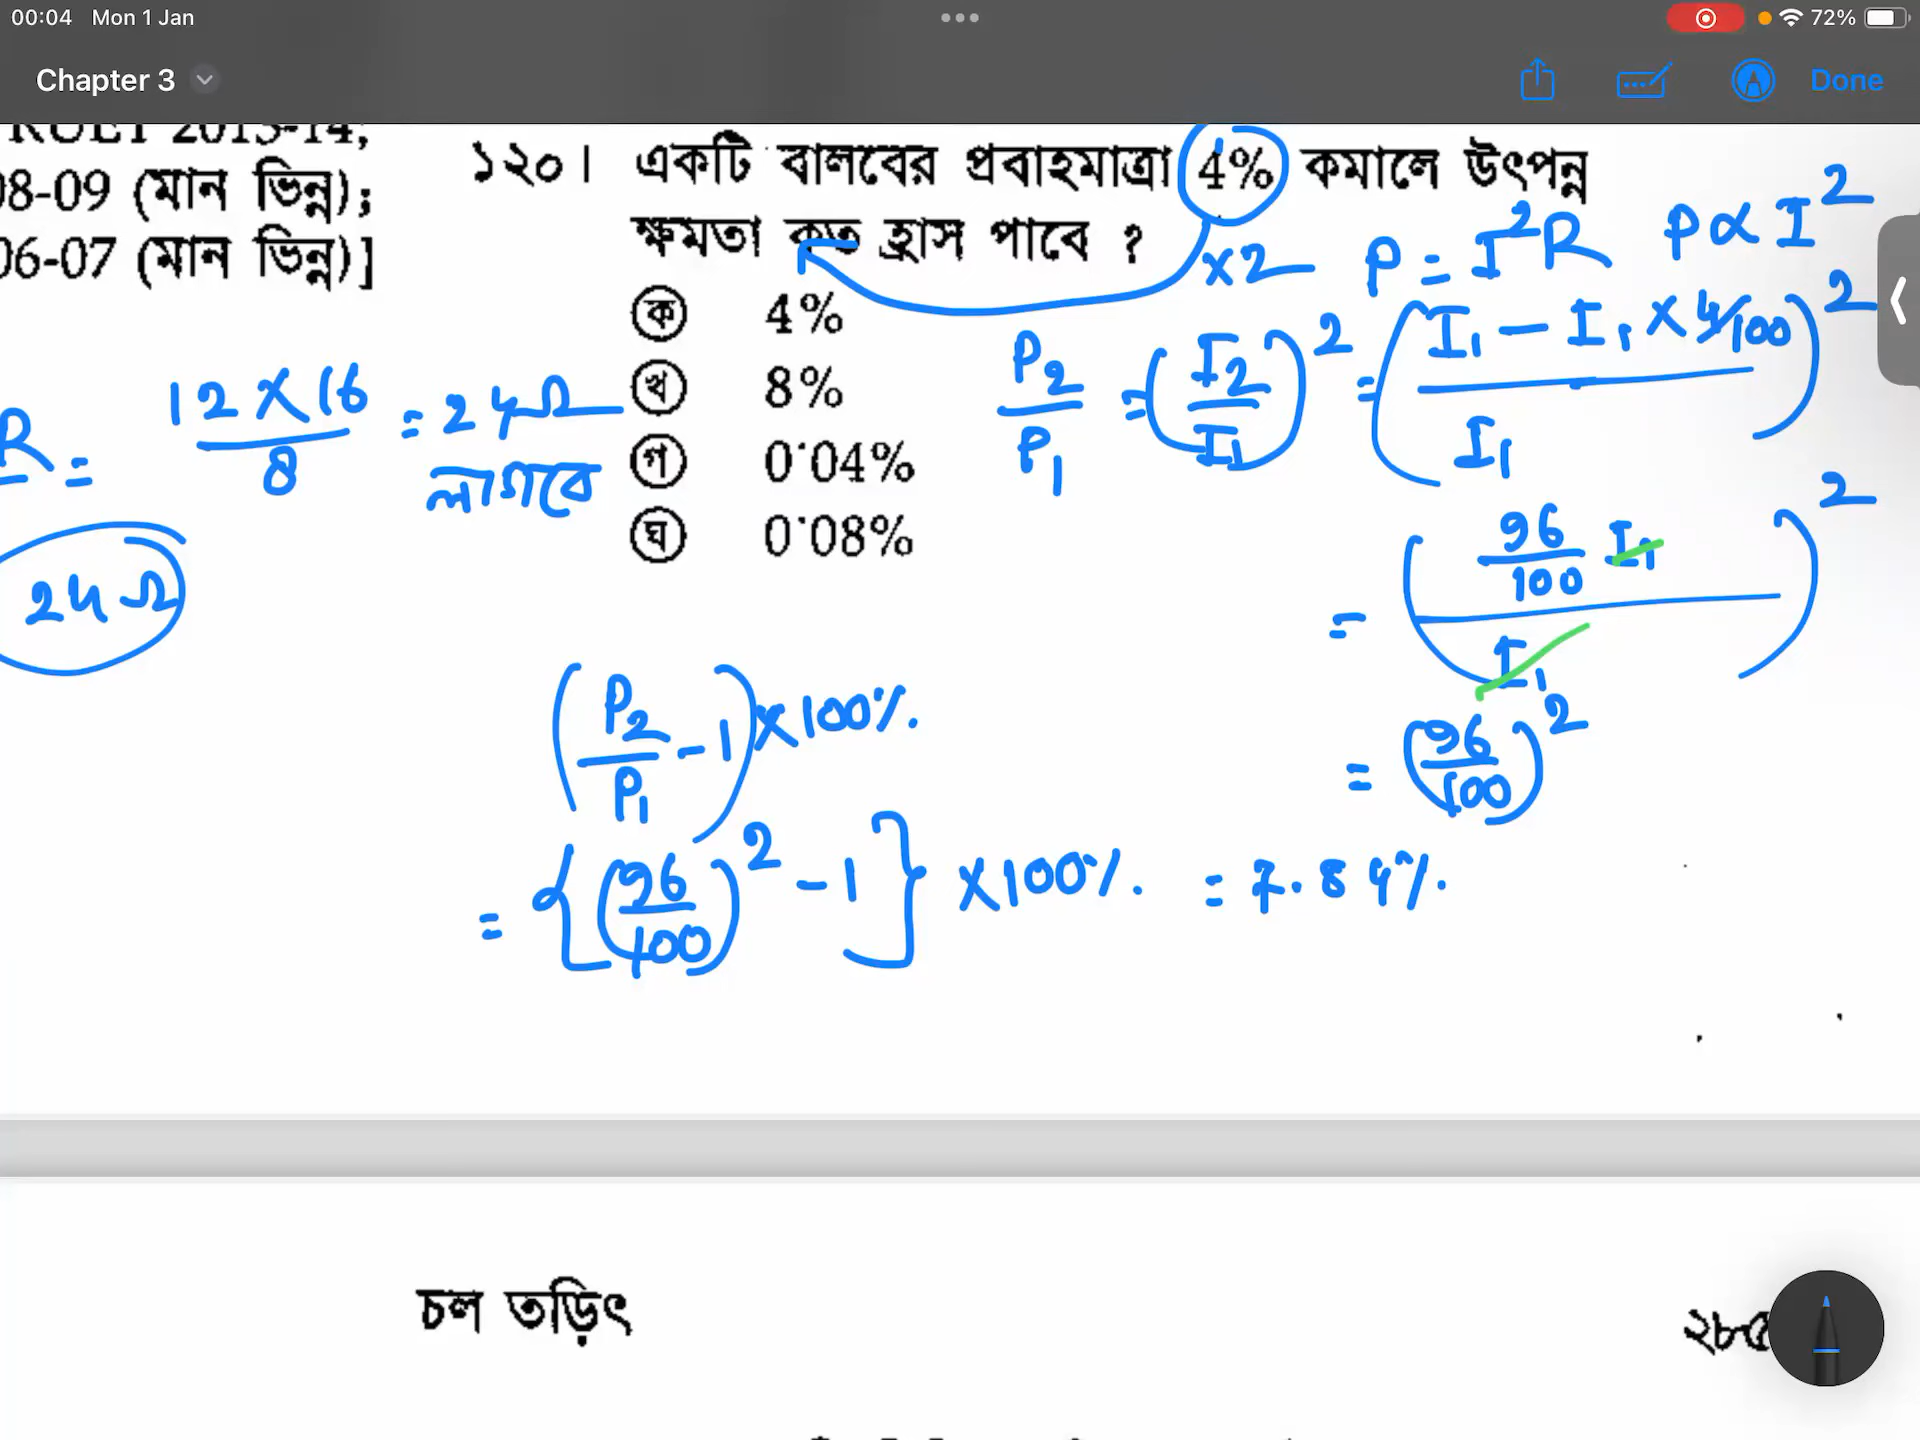 00:04 Mon 1 Jan
72%
Chapter 3
Done
08-09 (মান ভিন্ন);
06-07 (মান ভিন্ন)]
R = 12 × 16 / 8 = 24Ω
লাগবে
24 Ω
১২০। একটি বালবের প্রবাহমাত্রা 4% কমালে উৎপন্ন
ক্ষমতা কত হ্রাস পাবে ?
×2
ক 4%
খ 8%
গ 0·04%
ঘ 0·08%
P = I²R P∝ I²
P₂/P₁ = (I₂/I₁)² = ((I₁ − I₁ × 4/100)/I₁)²
= ((96/100 I₁)/I₁)²
= (96/100)²
(P₂/P₁ − 1) × 100%.
= {(96/100)² − 1} × 100%. = 7.84%.
চল তড়িৎ
২৮৫